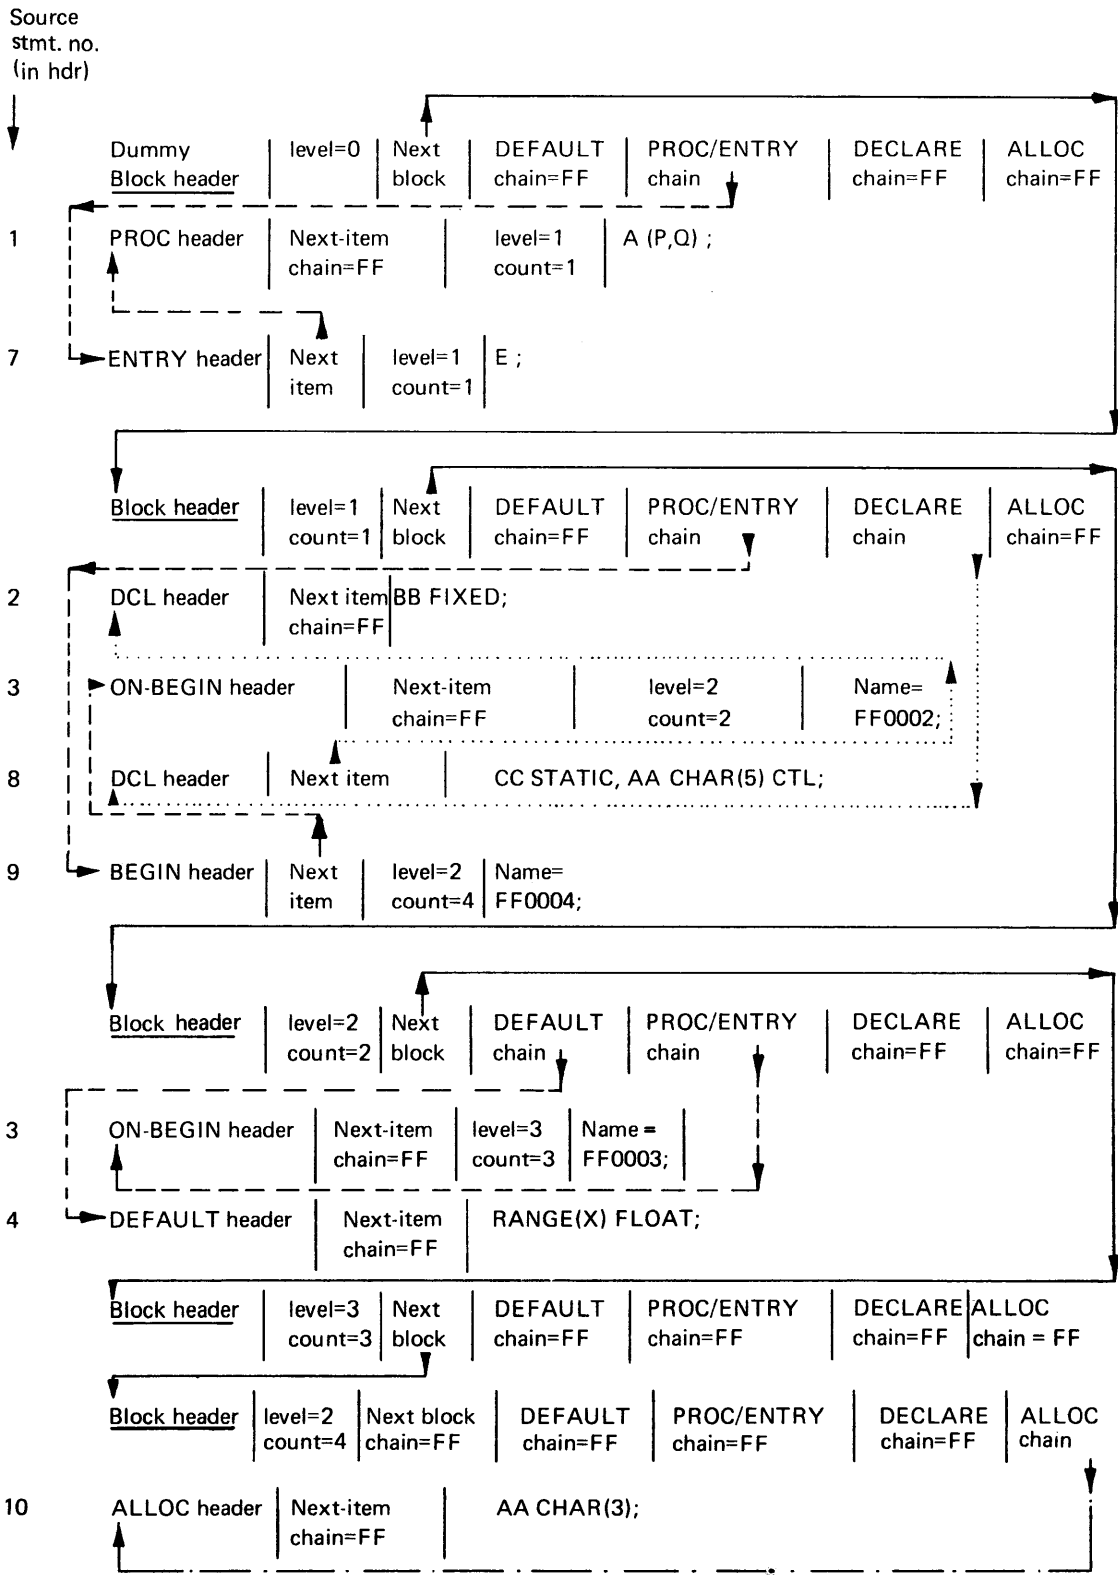 Source
stmt. no.
(in hdr)
Dummy level=0 Next DEFAULT PROC/ENTRY DECLARE ALLOC
Block header block chain=FF chain chain=FF chain=FF
1 PROC header Next-item level=1 A (P,Q) ;
chain=FF count=1
7 ENTRY header Next level=1 E ;
item count=1
Block header level=1 Next DEFAULT PROC/ENTRY DECLARE ALLOC
count=1 block chain=FF chain chain chain=FF
2 DCL header Next item BB FIXED;
chain=FF
3 ON-BEGIN header Next-item level=2 Name=
chain=FF count=2 FF0002;
8 DCL header Next item CC STATIC, AA CHAR(5) CTL;
9 BEGIN header Next level=2 Name=
item count=4 FF0004;
Block header level=2 Next DEFAULT PROC/ENTRY DECLARE ALLOC
count=2 block chain chain chain=FF chain=FF
3 ON-BEGIN header Next-item level=3 Name=
chain=FF count=3 FF0003;
4 DEFAULT header Next-item RANGE(X) FLOAT;
chain=FF
Block header level=3 Next DEFAULT PROC/ENTRY DECLARE ALLOC
count=3 block chain=FF chain=FF chain=FF chain = FF
Block header level=2 Next block DEFAULT PROC/ENTRY DECLARE ALLOC
count=4 chain=FF chain=FF chain=FF chain=FF chain
10 ALLOC header Next-item AA CHAR(3);
chain=FF